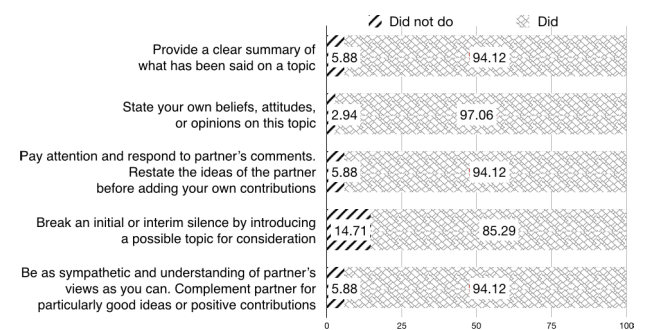 Did not do Did
Provide a clear summary of
what has been said on a topic
5.88 94.12
State your own beliefs, attitudes,
or opinions on this topic
2.94 97.06
Pay attention and respond to partner's comments.
Restate the ideas of the partner
before adding your own contributions
5.88 94.12
Break an initial or interim silence by introducing
a possible topic for consideration
14.71 85.29
Be as sympathetic and understanding of partner's
views as you can. Complement partner for
particularly good ideas or positive contributions
5.88 94.12
0 25 50 75 100